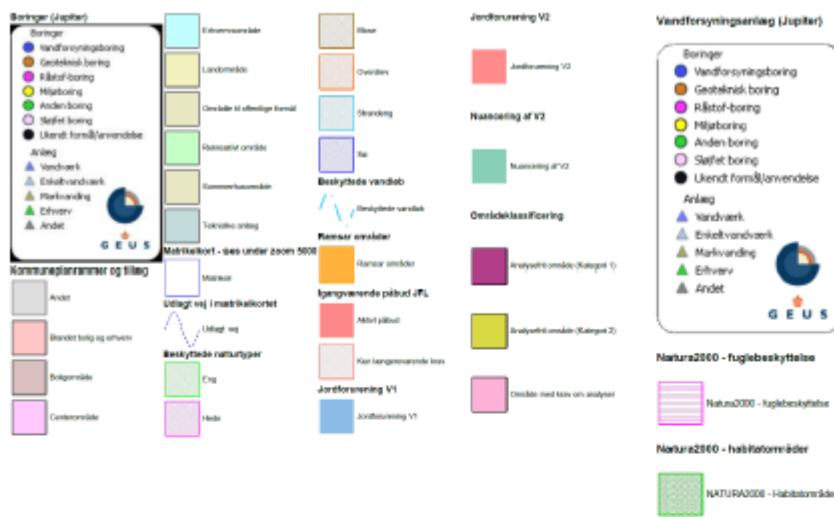 Boringer (Jupiter)
Boringer
Vandforsyningsboring
Geoteknisk boring
Råstof-boring
Miljøboring
Anden boring
Sløjfet boring
Ukendt formål/anvendelse
Anlæg
Vandværk
Enkeltvandværk
Markvanding
Erhverv
Andet
GEUS
Kommuneplanrammer og tillæg
Andet
Blandet bolig og erhverv
Boligområde
Centerområde
Erhvervsområde
Landområde
Område til offentlige formål
Rekreativt område
Sommerhusområde
Tekniske anlæg
Matrikelkort - ses under zoom 5000
Matrikel
Udlagt vej i matrikelkortet
Udlagt vej
Beskyttede naturtyper
Eng
Hede
Mose
Overdrev
Strandeng
Sø
Beskyttede vandløb
Beskyttede vandløb
Ramsar områder
Ramsar områder
Igangværende påbud JFL
Aktivt påbud
Kun længerevarende krav
Jordforurening V1
Jordforurening V1
Jordforurening V2
Jordforurening V2
Nuancering af V2
Nuancering af V2
Områdeklassificering
Analysefrit område (Kategori 1)
Analysefrit område (Kategori 2)
Område med krav om analyser
Vandforsyningsanlæg (Jupiter)
Boringer
Vandforsyningsboring
Geoteknisk boring
Råstof-boring
Miljøboring
Anden boring
Sløjfet boring
Ukendt formål/anvendelse
Anlæg
Vandværk
Enkeltvandværk
Markvanding
Erhverv
Andet
GEUS
Natura2000 - fuglebeskyttelse
Natura2000 - fuglebeskyttelse
Natura2000 - habitatområder
NATURA2000 - Habitatområder